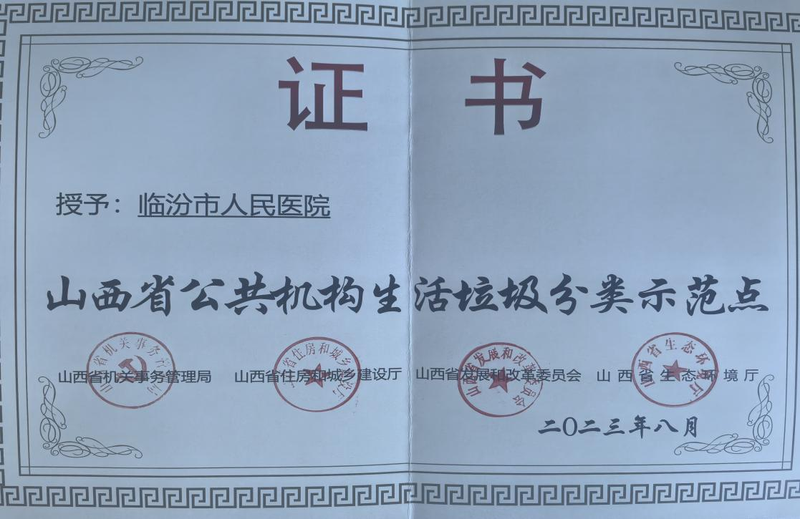 证 书
授予：临汾市人民医院
山西省公共机构生活垃圾分类示范点
山西省机关事务管理局 山西省住房和城乡建设厅 山西省发展和改革委员会 山西省生态环境厅
二〇二三年八月